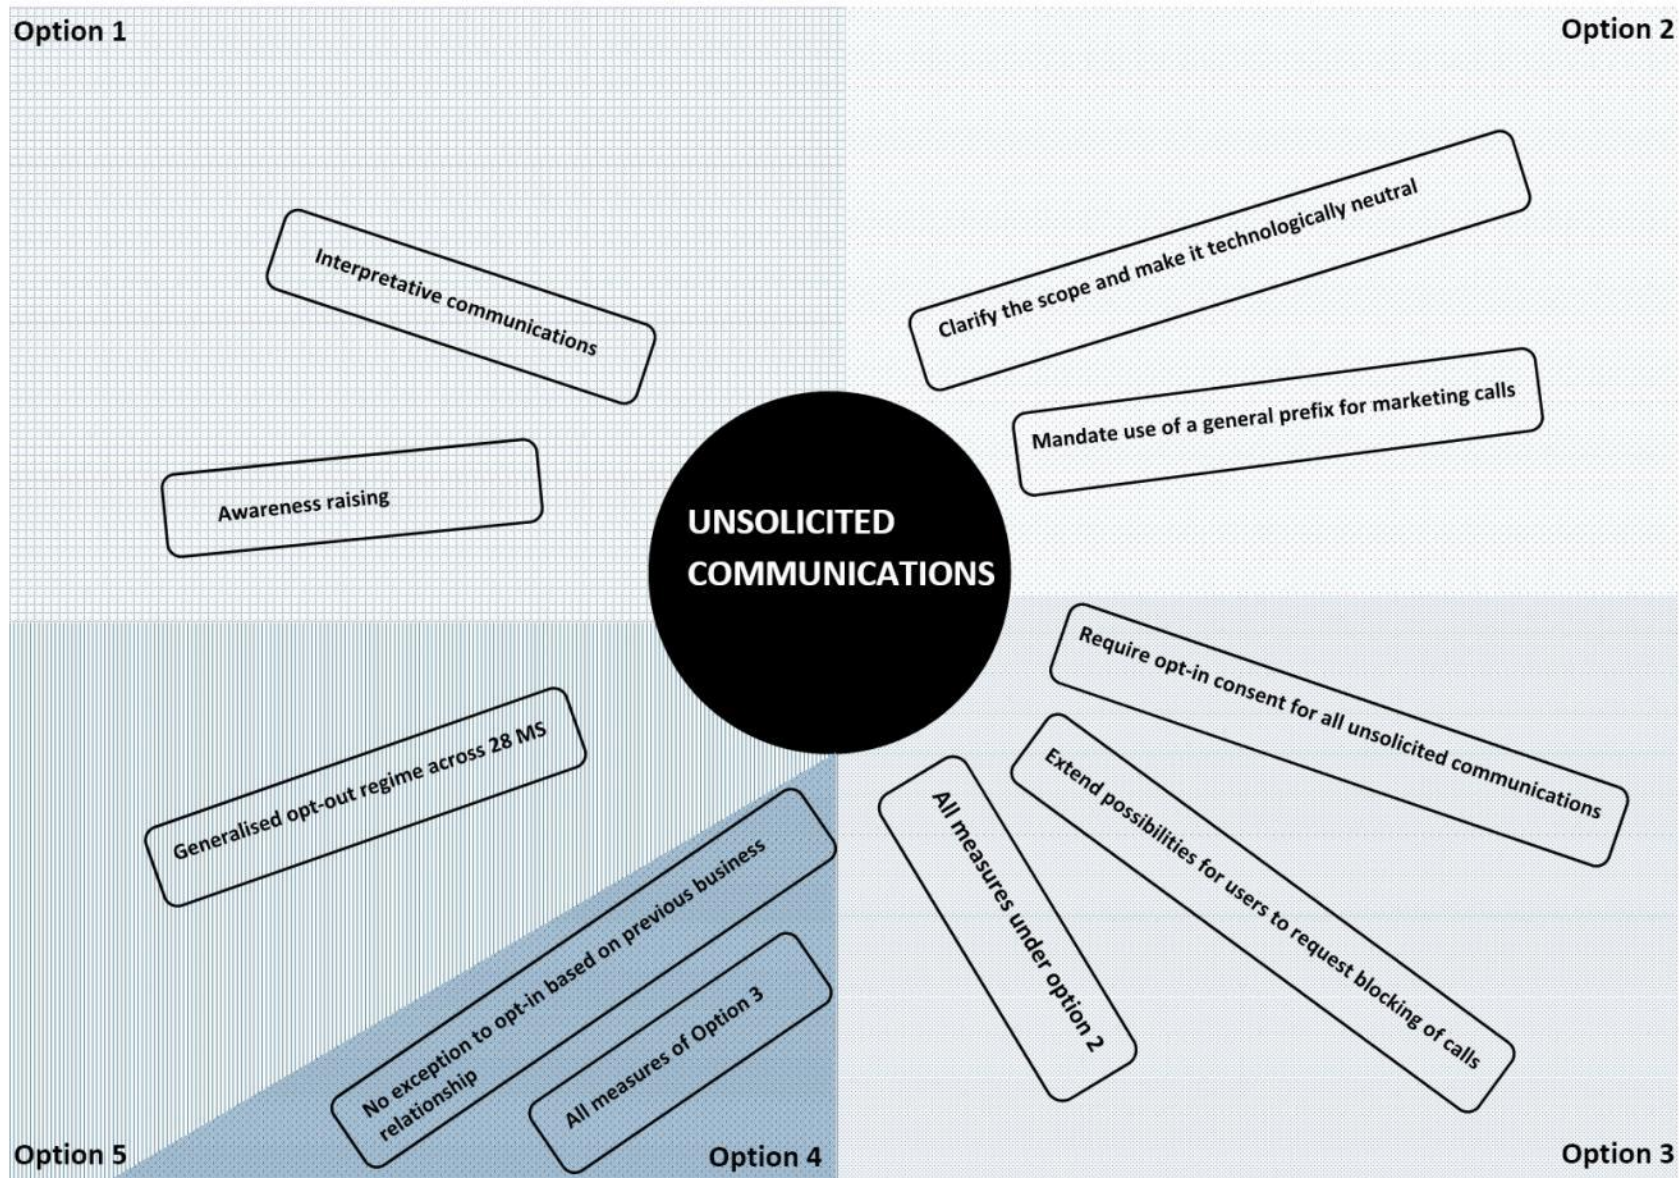 Option 1
Option 2
Interpretative communications
Awareness raising
Clarify the scope and make it technologically neutral
Mandate use of a general prefix for marketing calls
UNSOLICITED
COMMUNICATIONS
Require opt-in consent for all unsolicited communications
Extend possibilities for users to request blocking of calls
All measures under option 2
Generalised opt-out regime across 28 MS
No exception to opt-in based on previous business
relationship
All measures of Option 3
Option 5
Option 4
Option 3